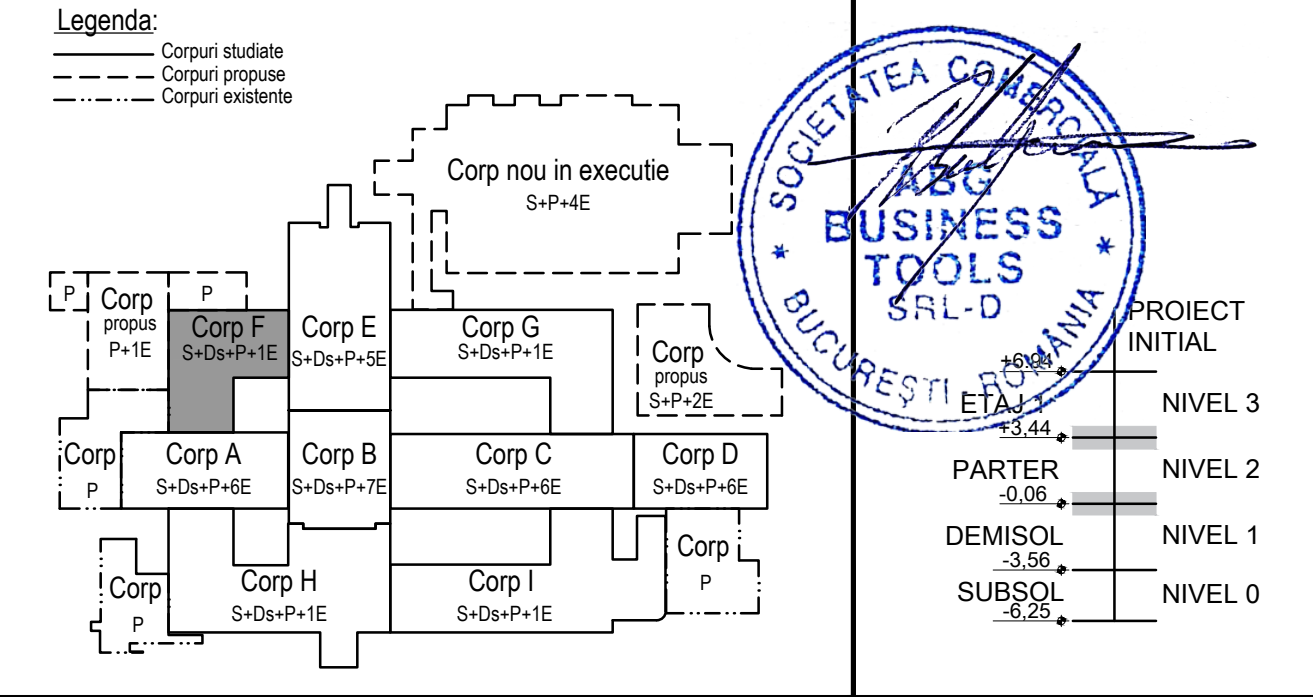 Legenda:
Corpuri studiate
Corpuri propuse
Corpuri existente
Corp nou in executie
S+P+4E
P
Corp
propus
P+1E
P
Corp F
S+Ds+P+1E
Corp E
S+Ds+P+5E
Corp G
S+Ds+P+1E
Corp
propus
S+P+2E
Corp
P
Corp A
S+Ds+P+6E
Corp B
S+Ds+P+7E
Corp C
S+Ds+P+6E
Corp D
S+Ds+P+6E
Corp
P
Corp H
S+Ds+P+1E
Corp I
S+Ds+P+1E
Corp
P
SOCIETATEA COMERCIALĂ
ABG
BUSINESS
TOOLS
SRL-D
* BUCUREŞTI - ROMÂNIA *
PROIECT
INITIAL
+6.94
ETAJ 1
NIVEL 3
+3,44
PARTER
NIVEL 2
-0,06
DEMISOL
NIVEL 1
-3,56
SUBSOL
NIVEL 0
-6,25